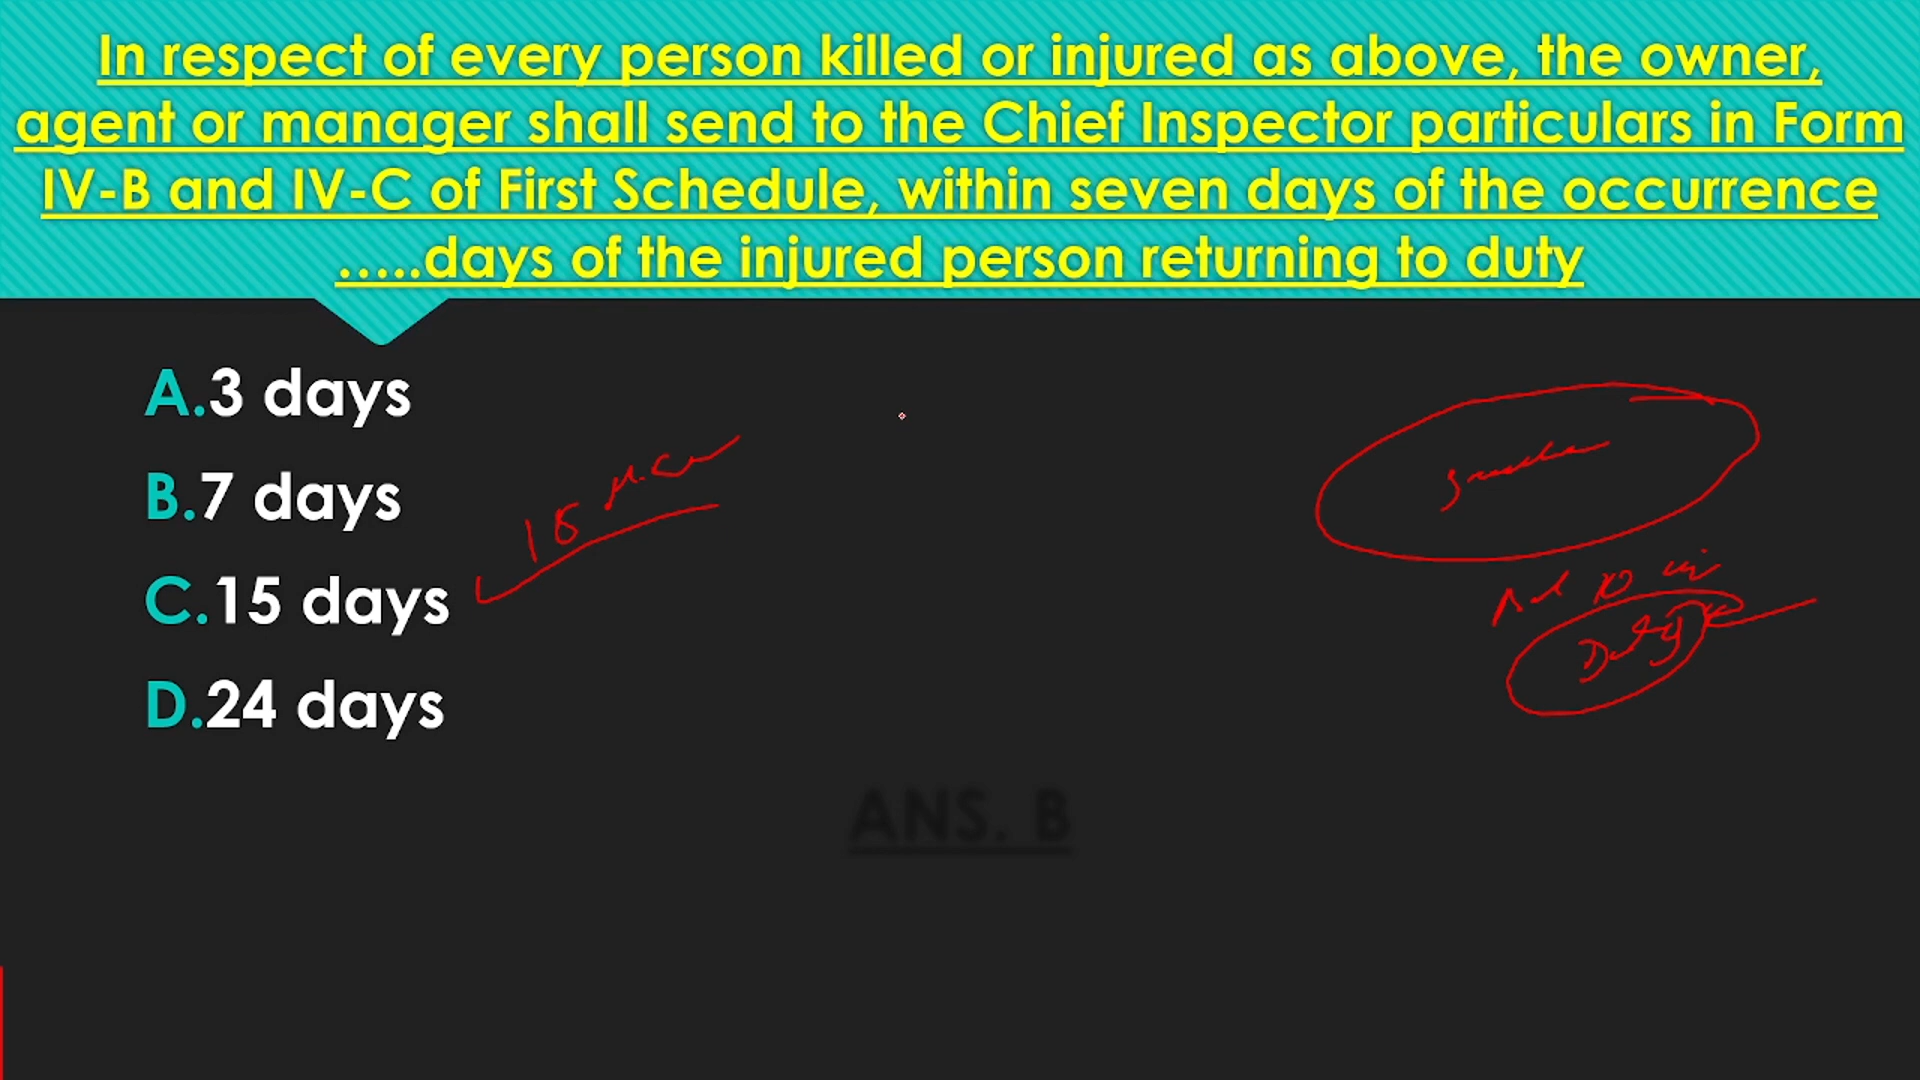 In respect of every person killed or injured as above, the owner,
agent or manager shall send to the Chief Inspector particulars in Form
IV-B and IV-C of First Schedule, within seven days of the occurrence
.....days of the injured person returning to duty
A.3 days
B.7 days
C.15 days
D.24 days
Duty
ANS. B